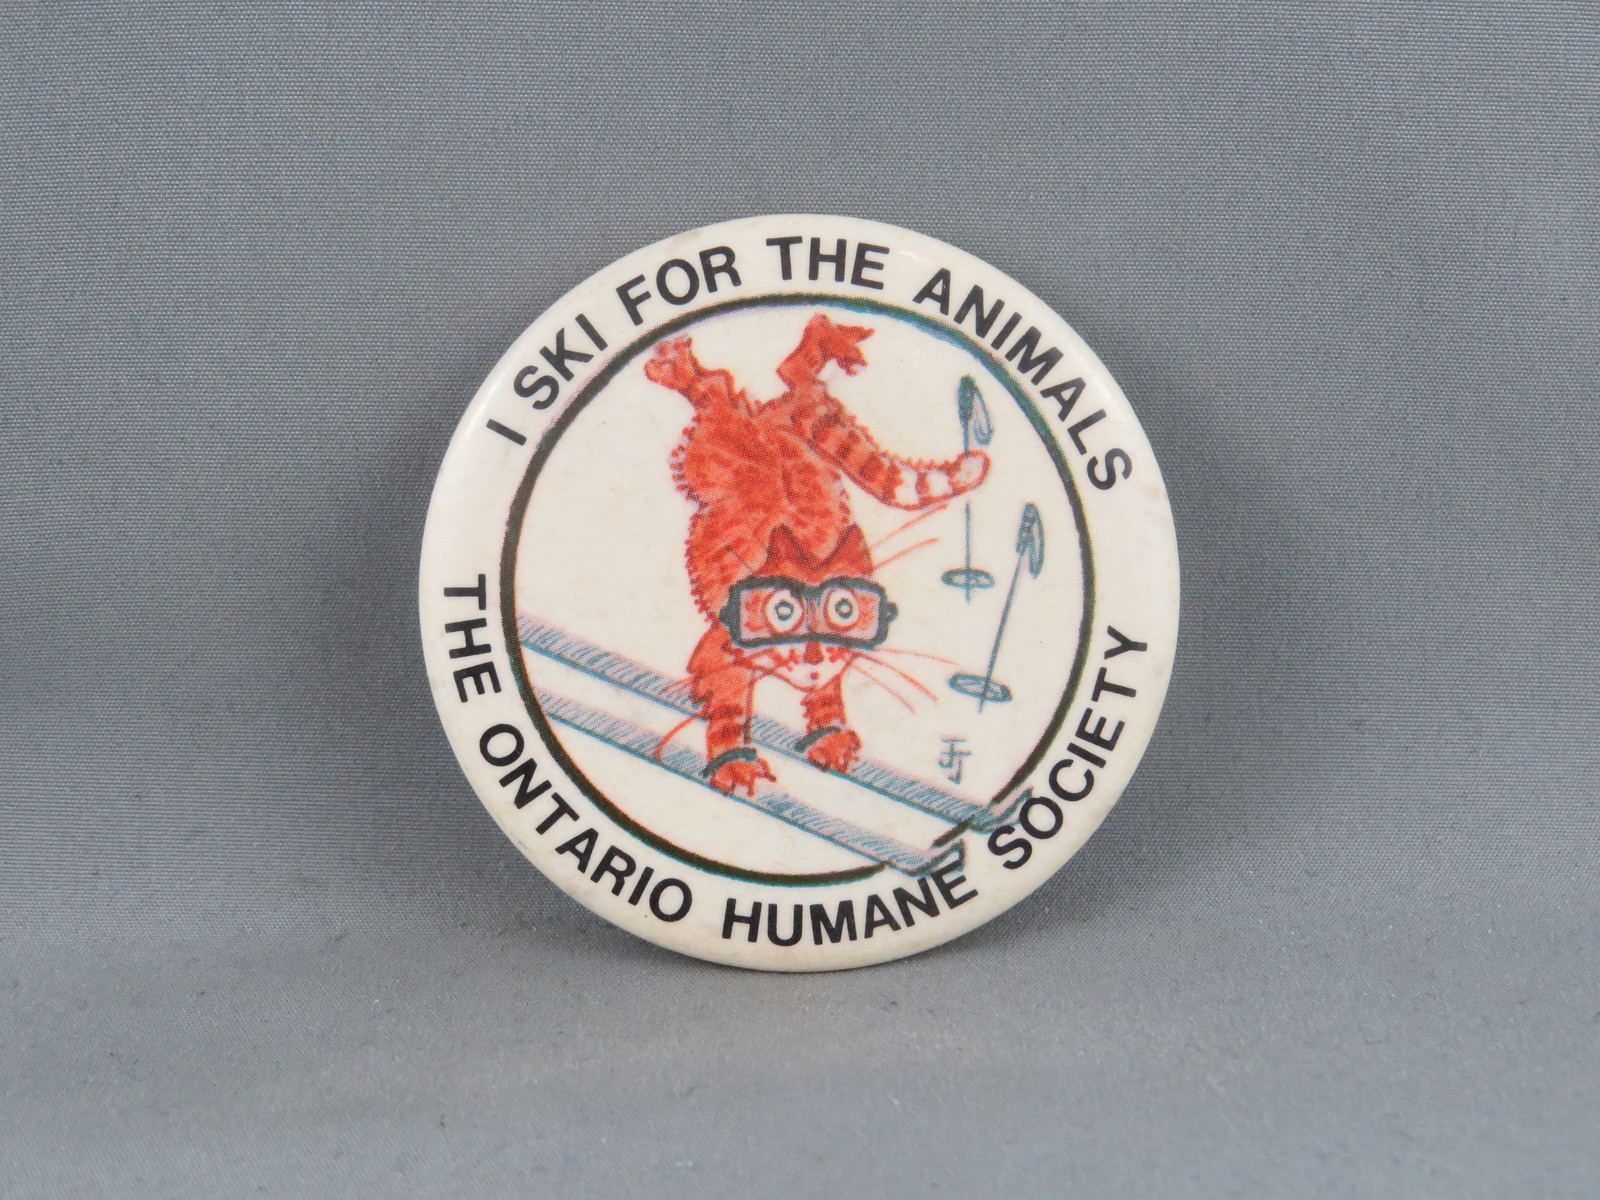 I SKI FOR THE ANIMALS
THE ONTARIO HUMANE SOCIETY